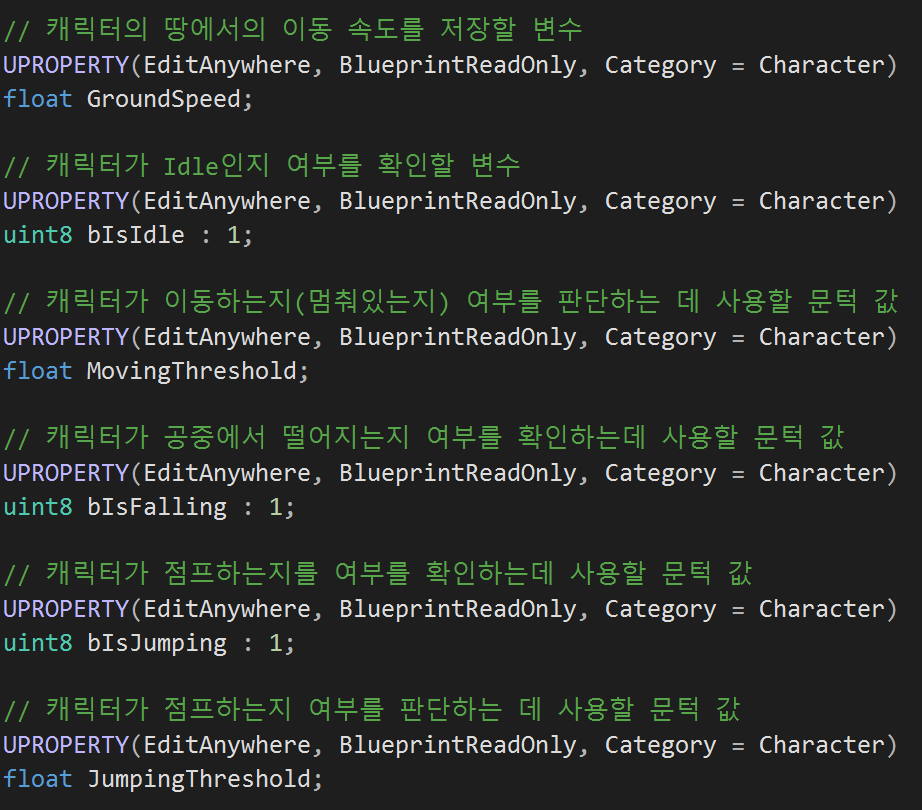 // 캐릭터의 땅에서의 이동 속도를 저장할 변수
UPROPERTY(EditAnywhere, BlueprintReadOnly, Category = Character)
float GroundSpeed;
// 캐릭터가 Idle인지 여부를 확인할 변수
UPROPERTY(EditAnywhere, BlueprintReadOnly, Category = Character)
uint8 bIsIdle : 1;
// 캐릭터가 이동하는지(멈춰있는지) 여부를 판단하는 데 사용할 문턱 값
UPROPERTY(EditAnywhere, BlueprintReadOnly, Category = Character)
float MovingThreshold;
// 캐릭터가 공중에서 떨어지는지 여부를 확인하는데 사용할 문턱 값
UPROPERTY(EditAnywhere, BlueprintReadOnly, Category = Character)
uint8 bIsFalling : 1;
// 캐릭터가 점프하는지를 여부를 확인하는데 사용할 문턱 값
UPROPERTY(EditAnywhere, BlueprintReadOnly, Category = Character)
uint8 bIsJumping : 1;
// 캐릭터가 점프하는지 여부를 판단하는 데 사용할 문턱 값
UPROPERTY(EditAnywhere, BlueprintReadOnly, Category = Character)
float JumpingThreshold;